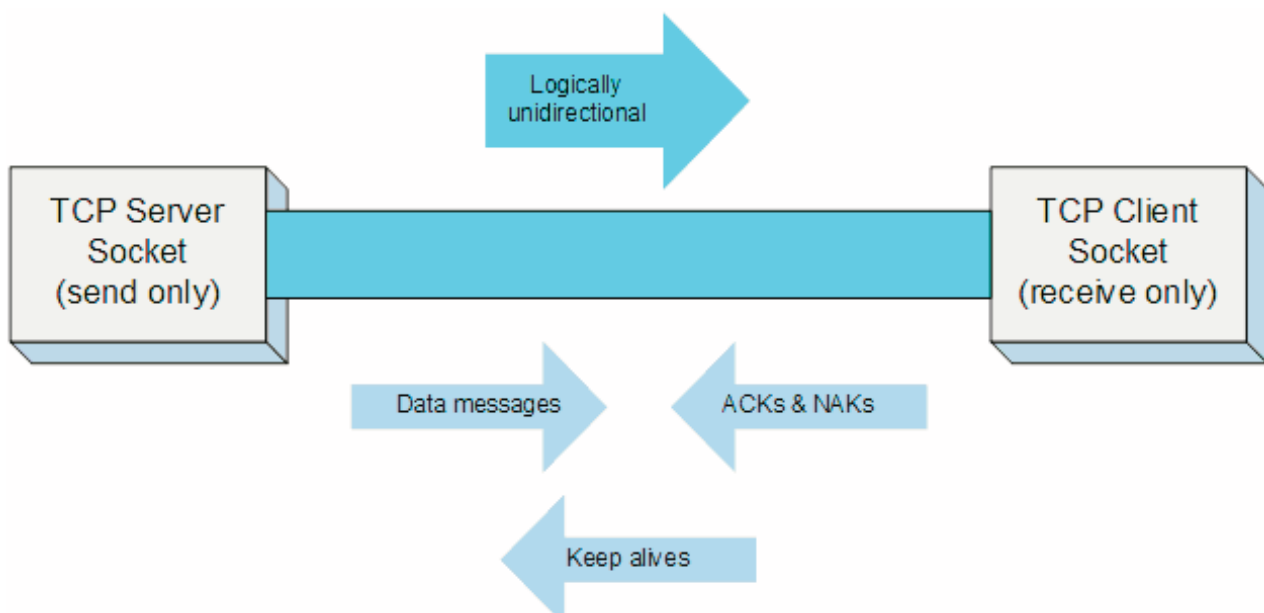 Logically
unidirectional
TCP Server
Socket
(send only)
TCP Client
Socket
(receive only)
Data messages
ACKs & NAKs
Keep alives